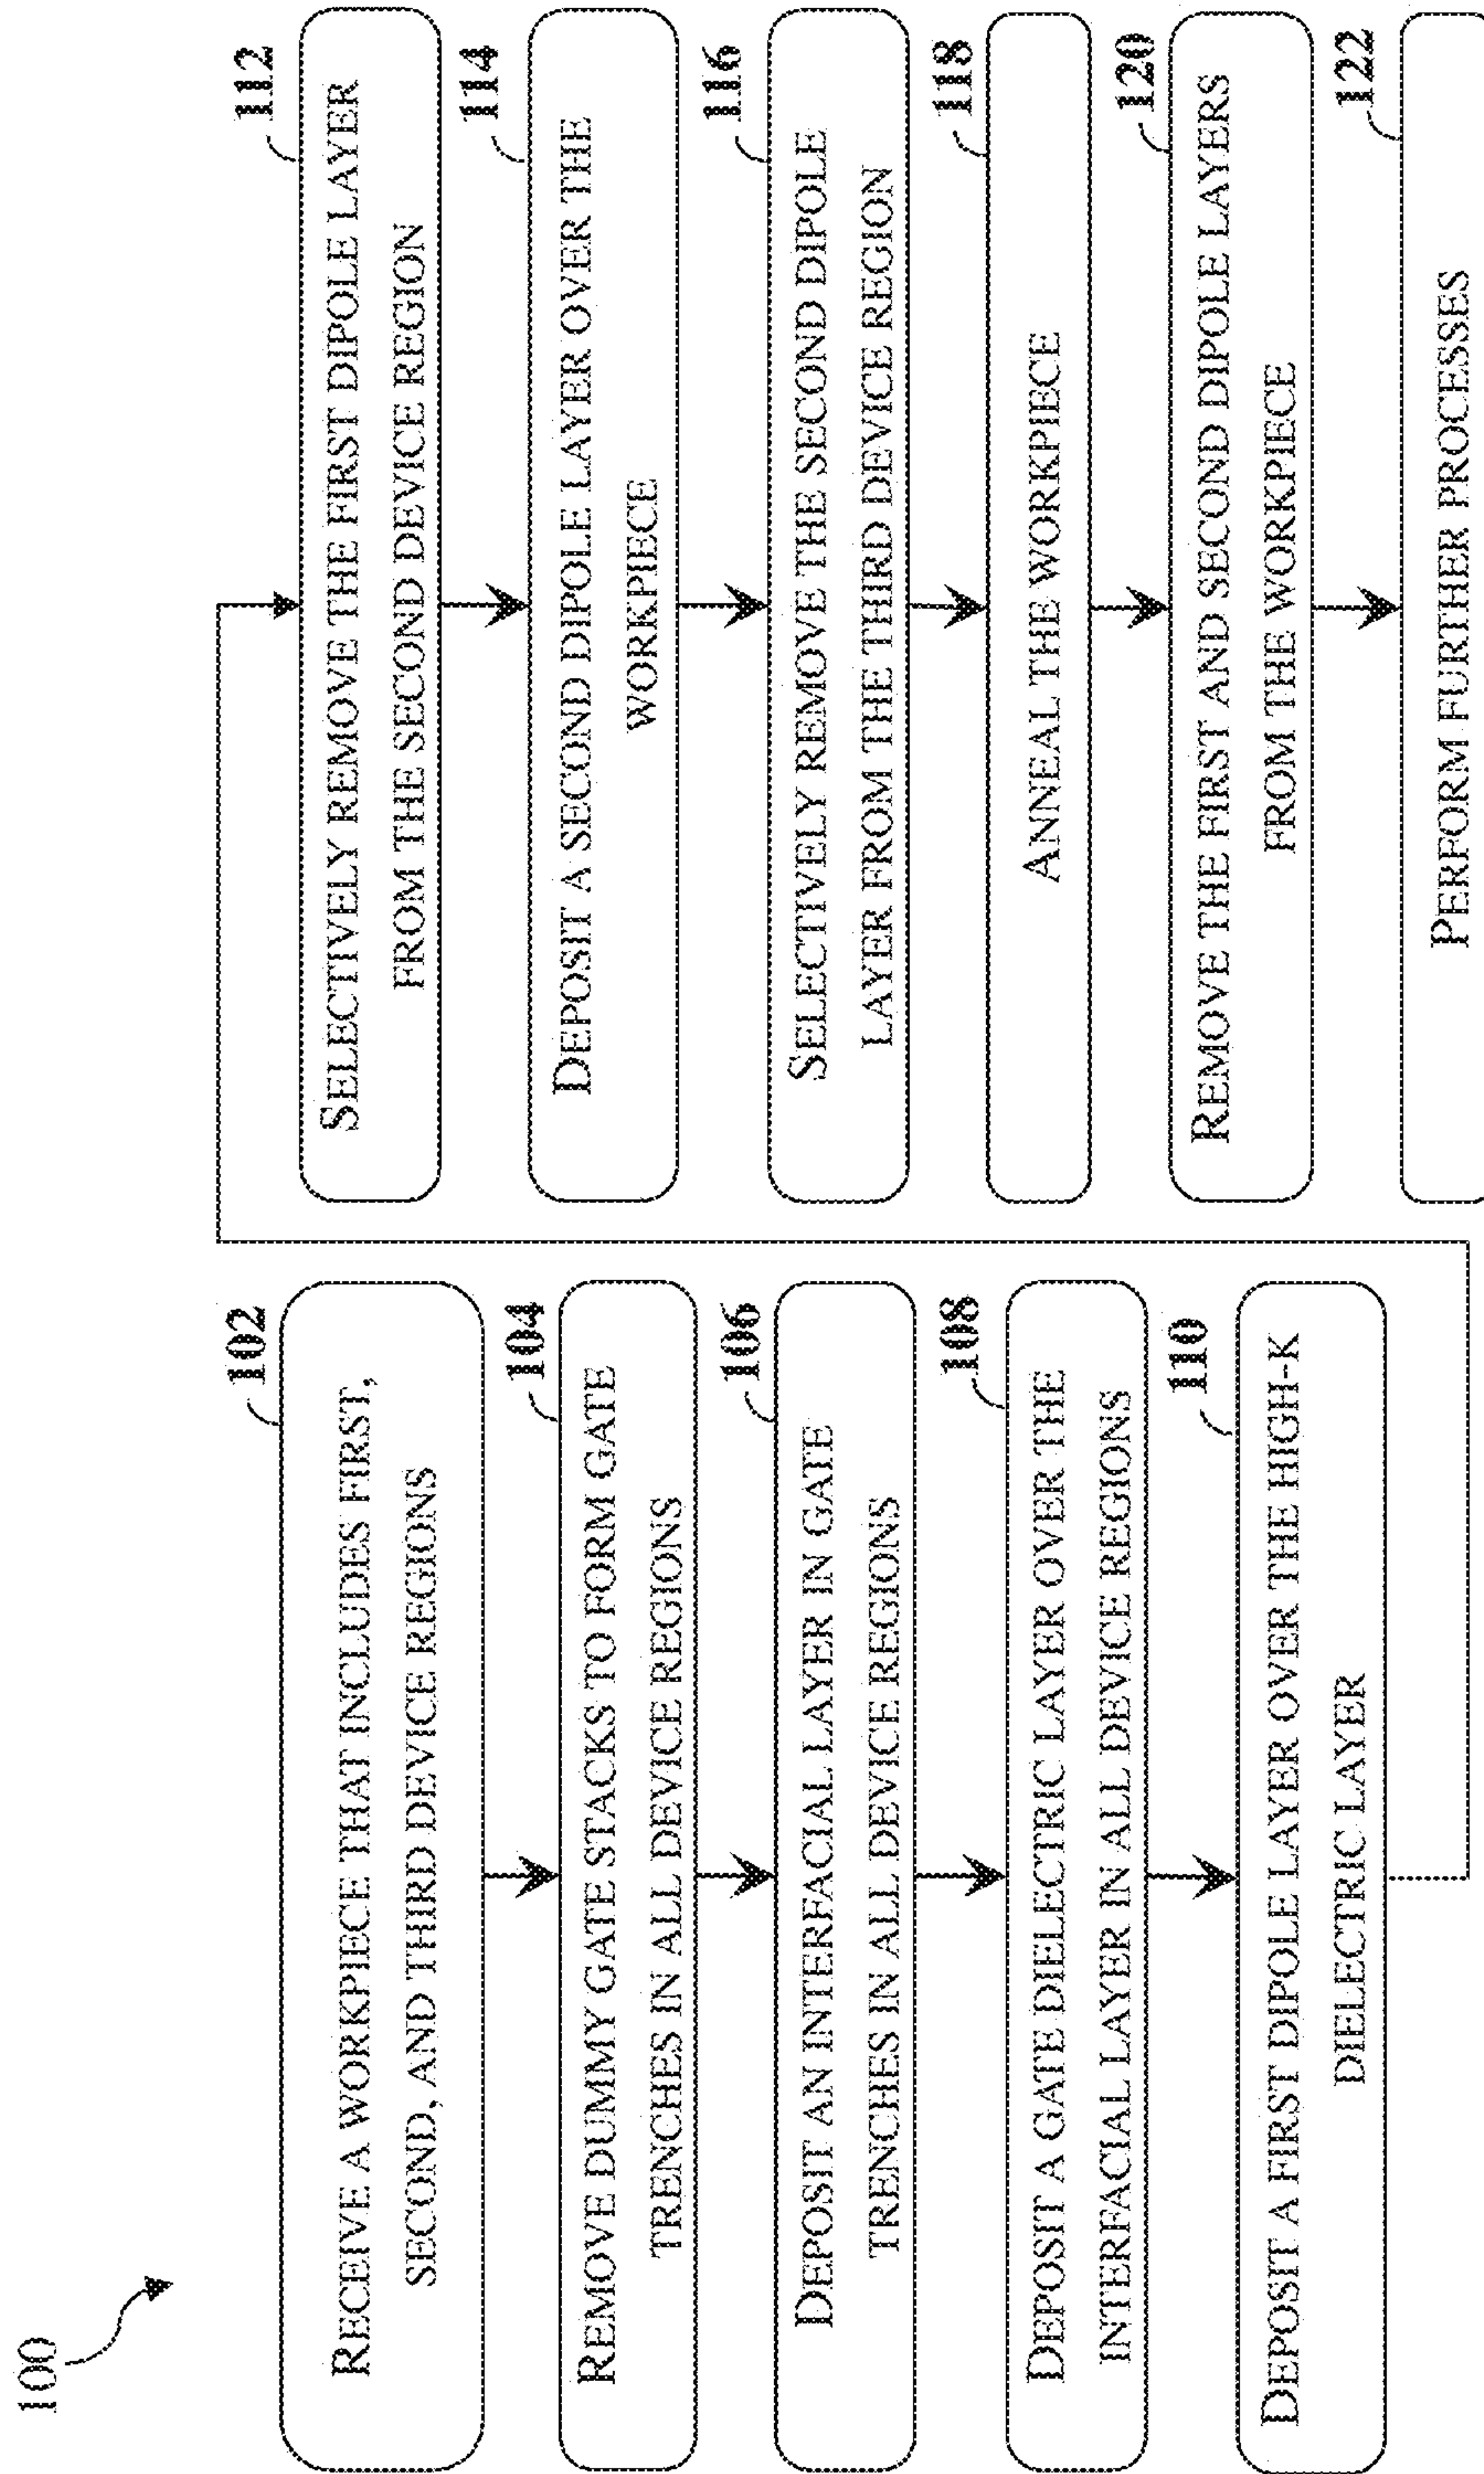 100
102
RECEIVE A WORKPIECE THAT INCLUDES FIRST,
SECOND, AND THIRD DEVICE REGIONS
104
REMOVE DUMMY GATE STACKS TO FORM GATE
TRENCHES IN ALL DEVICE REGIONS
106
DEPOSIT AN INTERFACIAL LAYER IN GATE
TRENCHES IN ALL DEVICE REGIONS
108
DEPOSIT A GATE DIELECTRIC LAYER OVER THE
INTERFACIAL LAYER IN ALL DEVICE REGIONS
110
DEPOSIT A FIRST DIPOLE LAYER OVER THE HIGH-K
DIELECTRIC LAYER
112
SELECTIVELY REMOVE THE FIRST DIPOLE LAYER
FROM THE SECOND DEVICE REGION
114
DEPOSIT A SECOND DIPOLE LAYER OVER THE
WORKPIECE
116
SELECTIVELY REMOVE THE SECOND DIPOLE
LAYER FROM THE THIRD DEVICE REGION
118
ANNEAL THE WORKPIECE
120
REMOVE THE FIRST AND SECOND DIPOLE LAYERS
FROM THE WORKPIECE
122
PERFORM FURTHER PROCESSES